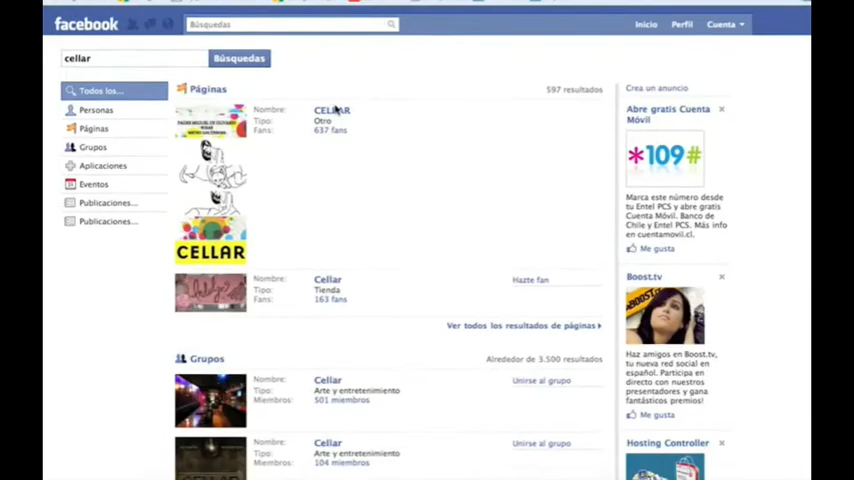 facebook
Búsquedas
Inicio
Perfil
Cuenta
cellar
Búsquedas
Todos los...
Personas
Páginas
Grupos
Aplicaciones
Eventos
Publicaciones...
Publicaciones...
Páginas
597 resultados
Nombre: CELLAR
Tipo: Otro
Fans: 637 fans
CELLAR
Nombre: Cellar
Hazte fan
Tipo: Tienda
Fans: 163 fans
Ver todos los resultados de páginas
Grupos
Alrededor de 3.500 resultados
Nombre: Cellar
Unirse al grupo
Tipo: Arte y entretenimiento
Miembros: 501 miembros
Nombre: Cellar
Unirse al grupo
Tipo: Arte y entretenimiento
Miembros: 104 miembros
CELLAR
Crea un anuncio
Abre gratis Cuenta
Móvil
*109#
Marca este número desde
tu Entel PCS y abre gratis
Cuenta Móvil. Banco de
Chile y Entel PCS. Más info
en cuentamovil.cl.
Me gusta
Boost.tv
Haz amigos en Boost.tv,
tu nueva red social en
español. Participa en
directo con nuestros
presentadores y gana
fantásticos premios!
Me gusta
Hosting Controller